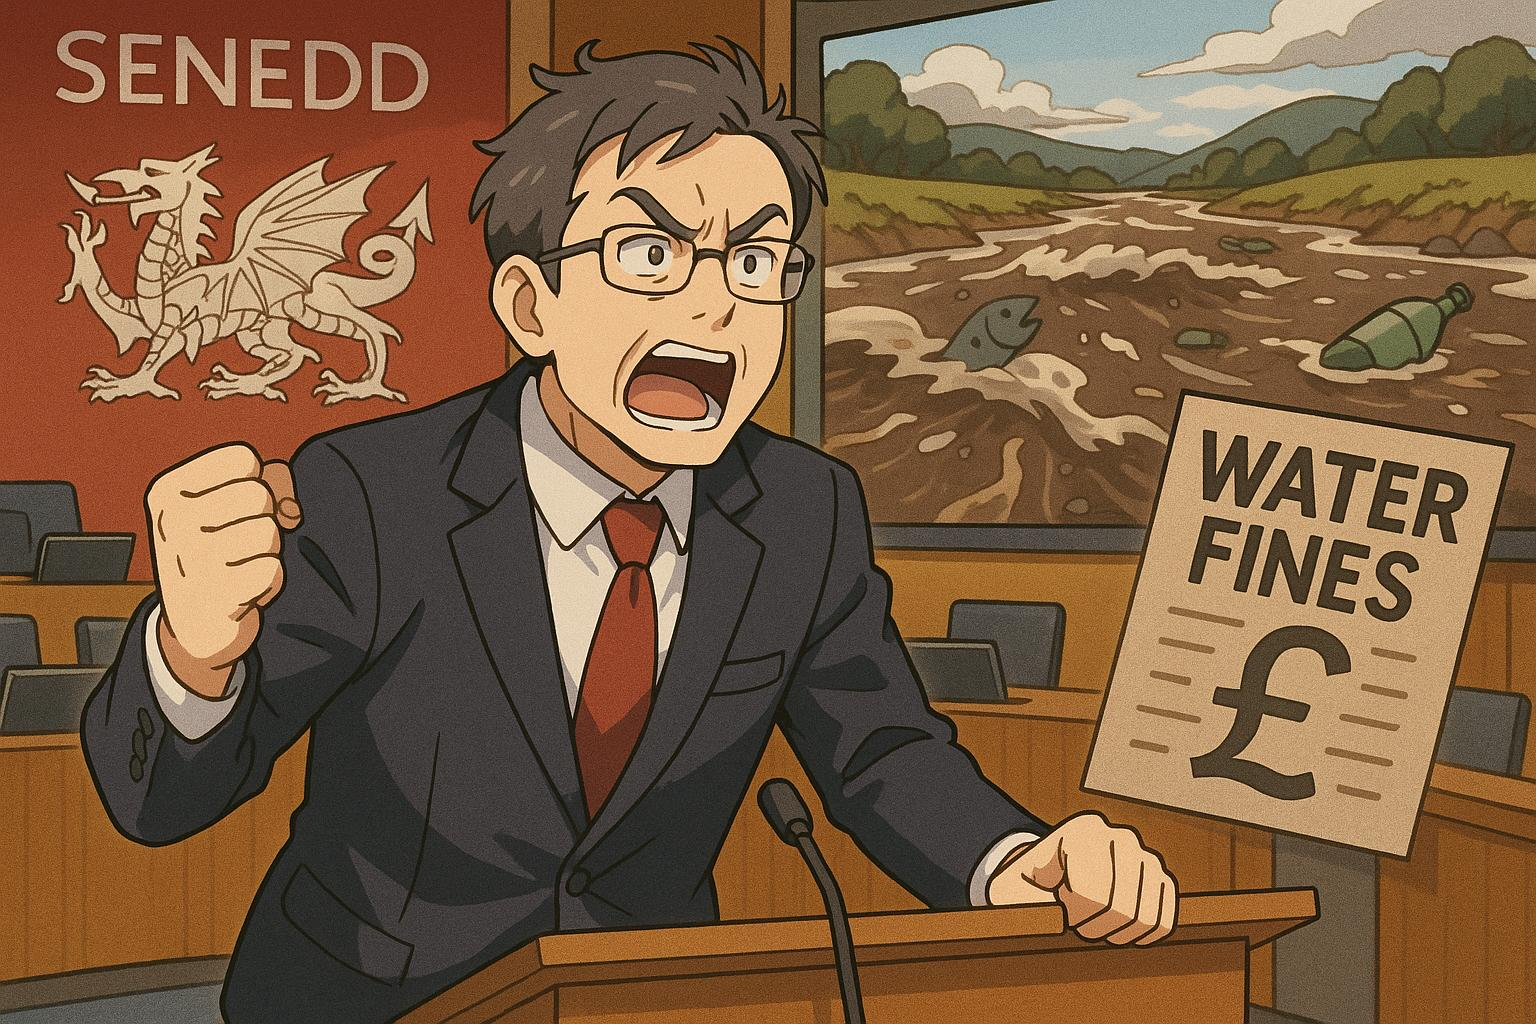 SENEDD
WATER
FINES
£